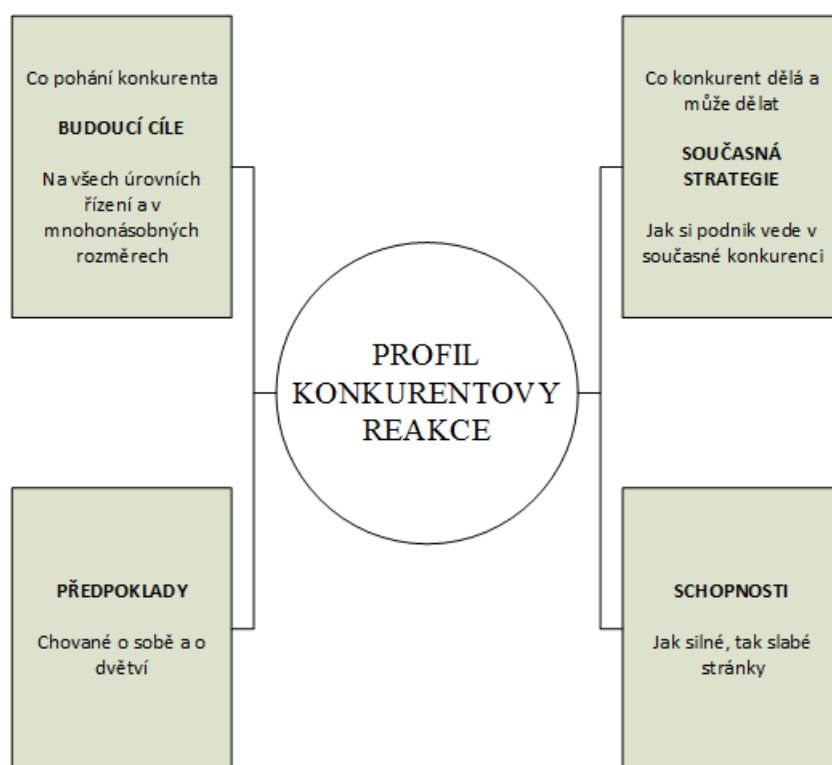 Co pohání konkurenta
BUDOUCÍ CÍLE
Na všech úrovních
řízení a v
mnohonásobných
rozměrech
Co konkurent dělá a
může dělat
SOUČASNÁ
STRATEGIE
Jak si podnik vede v
současné konkurenci
PROFIL
KONKURENTOVY
REAKCE
PŘEDPOKLADY
Chované o sobě a o
dvětví
SCHOPNOSTI
Jak silné, tak slabé
stránky